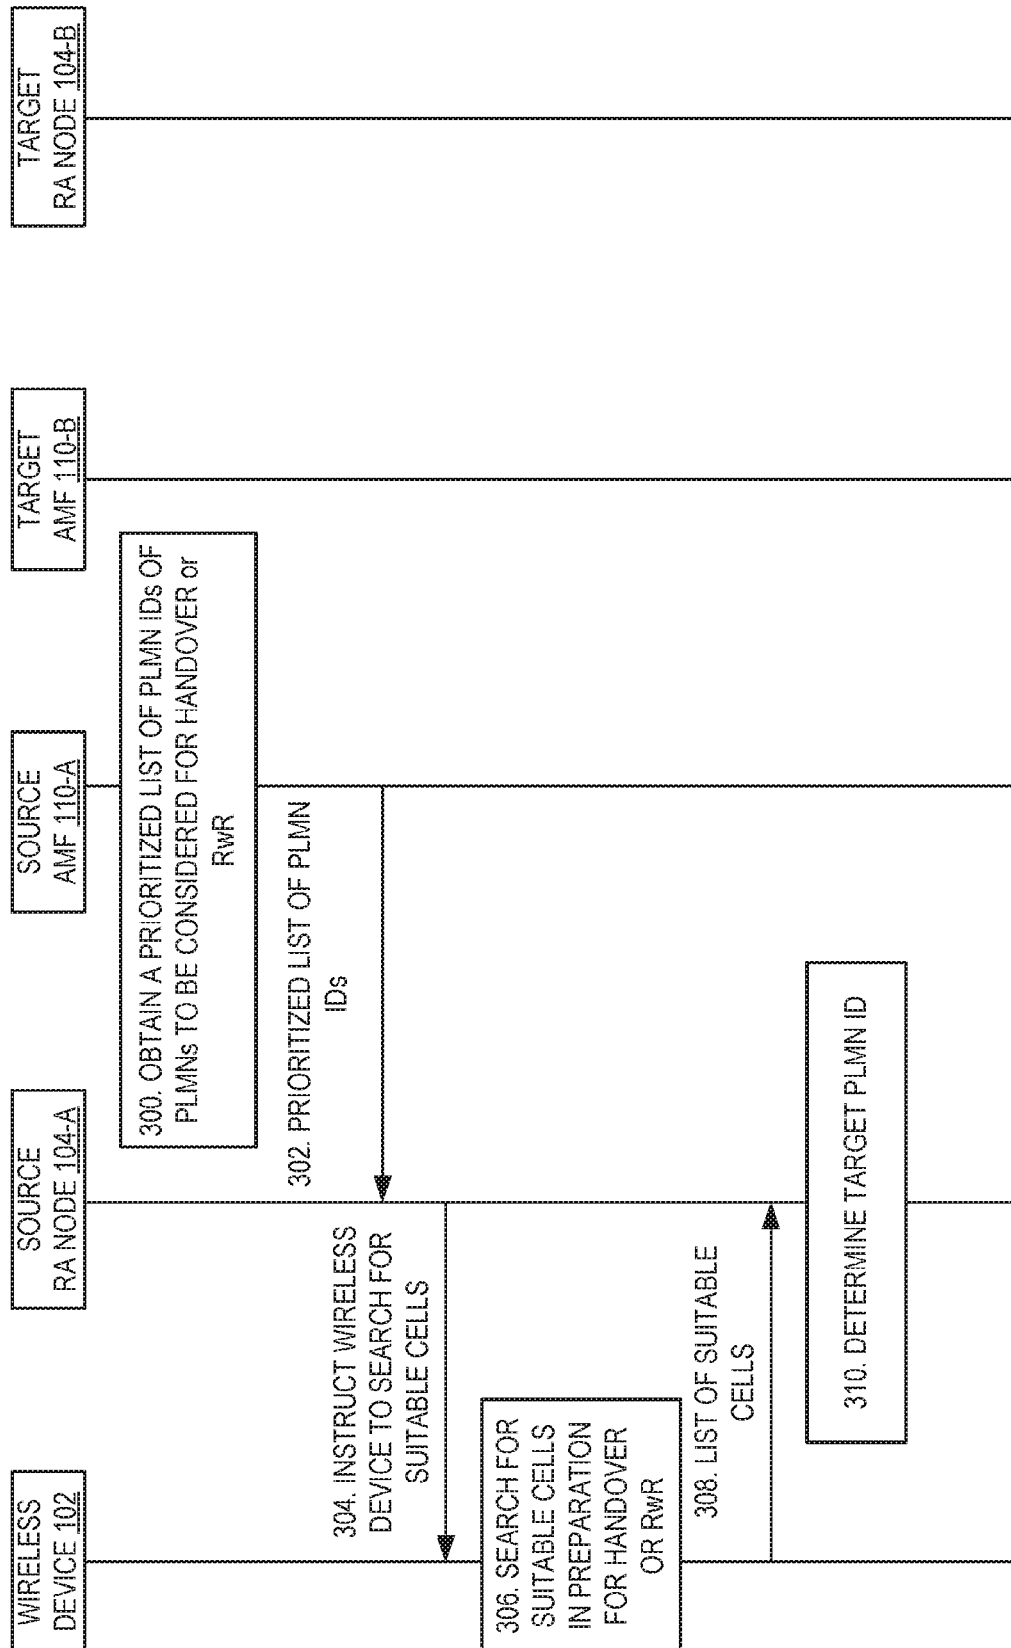 WIRELESS
DEVICE 102
SOURCE
RA NODE 104-A
SOURCE
AMF 110-A
TARGET
AMF 110-B
TARGET
RA NODE 104-B
300. OBTAIN A PRIORITIZED LIST OF PLMN IDs OF
PLMNs TO BE CONSIDERED FOR HANDOVER or
RwR
302. PRIORITIZED LIST OF PLMN
IDs
304. INSTRUCT WIRELESS
DEVICE TO SEARCH FOR
SUITABLE CELLS
306. SEARCH FOR
SUITABLE CELLS
IN PREPARATION
FOR HANDOVER
OR RwR
308. LIST OF SUITABLE
CELLS
310. DETERMINE TARGET PLMN ID